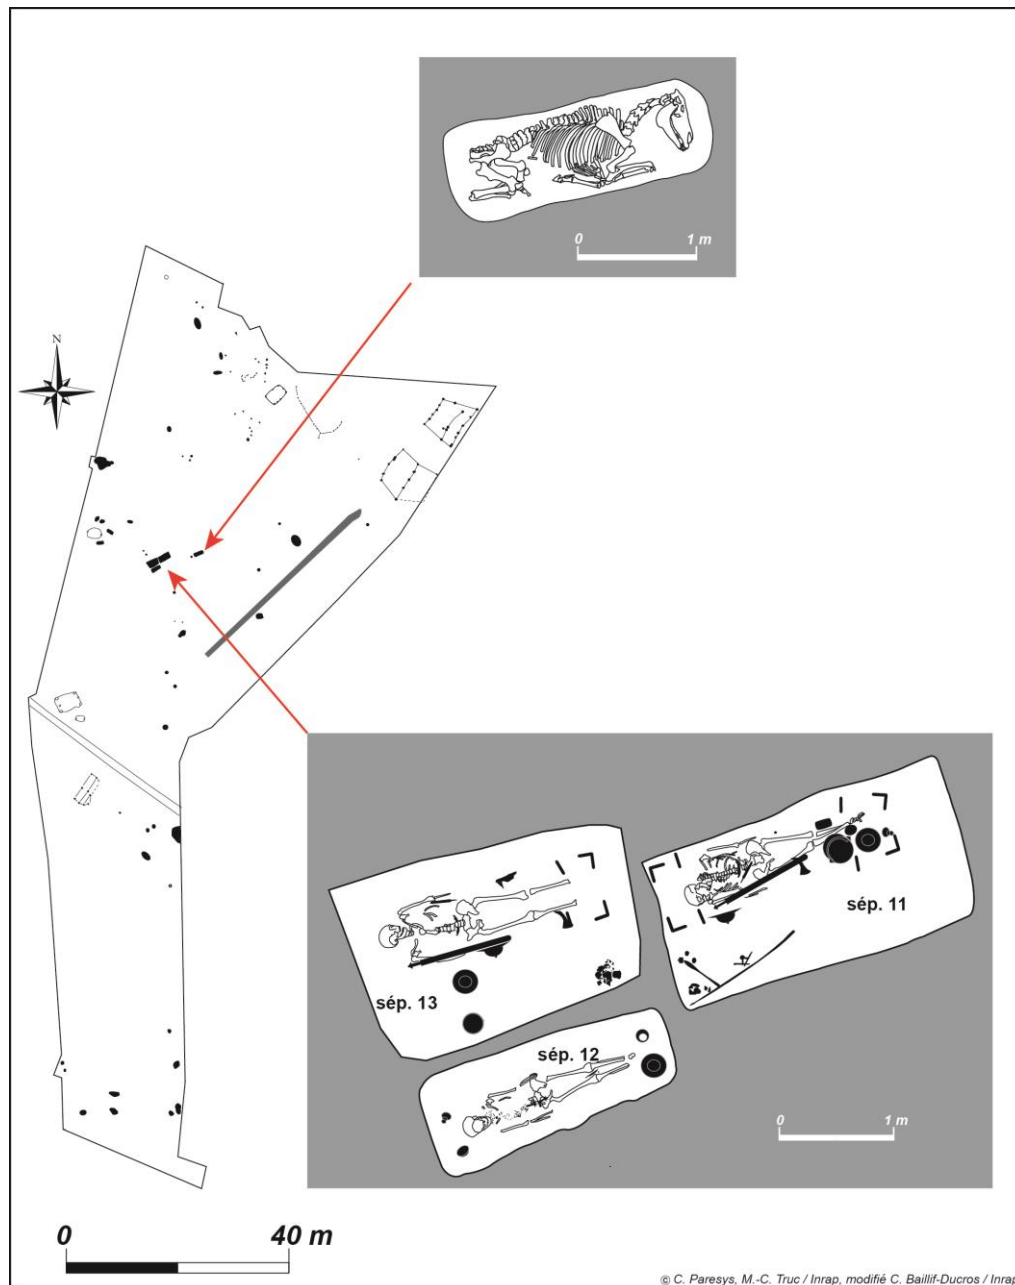 0 1 m
N
sép. 11
sép. 13
sép. 12
0 1 m
0 40 m
© C. Paresys, M.-C. Truc / Inrap, modifié C. Baillif-Ducros / Inrap